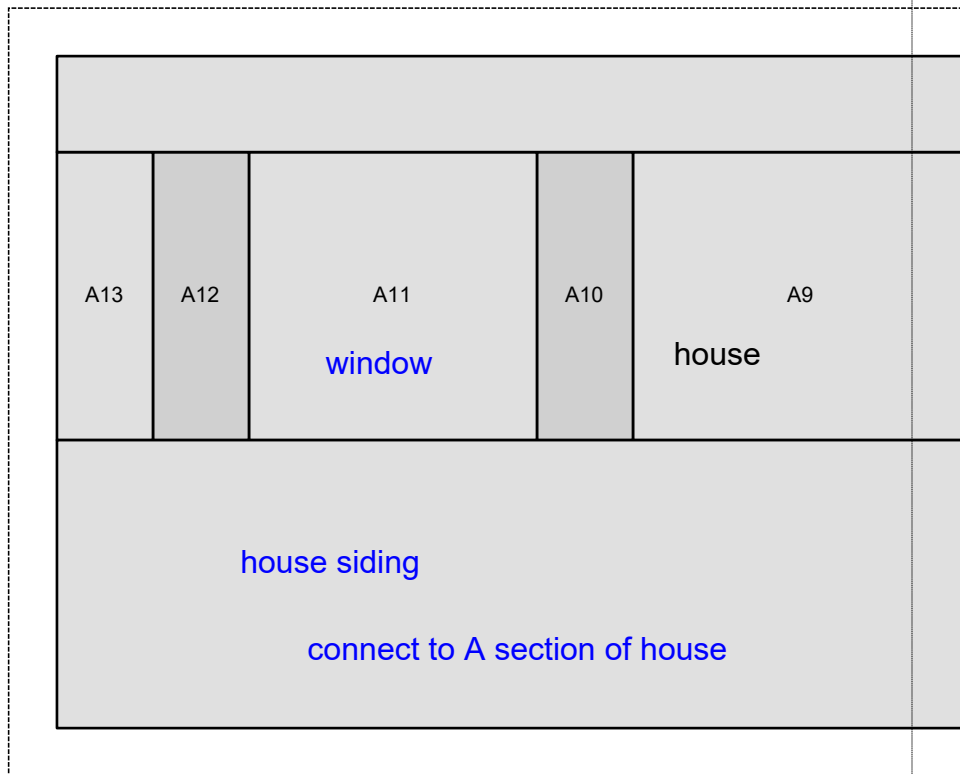 A13
A12
A11
A10
A9
window
house
house siding
connect to A section of house